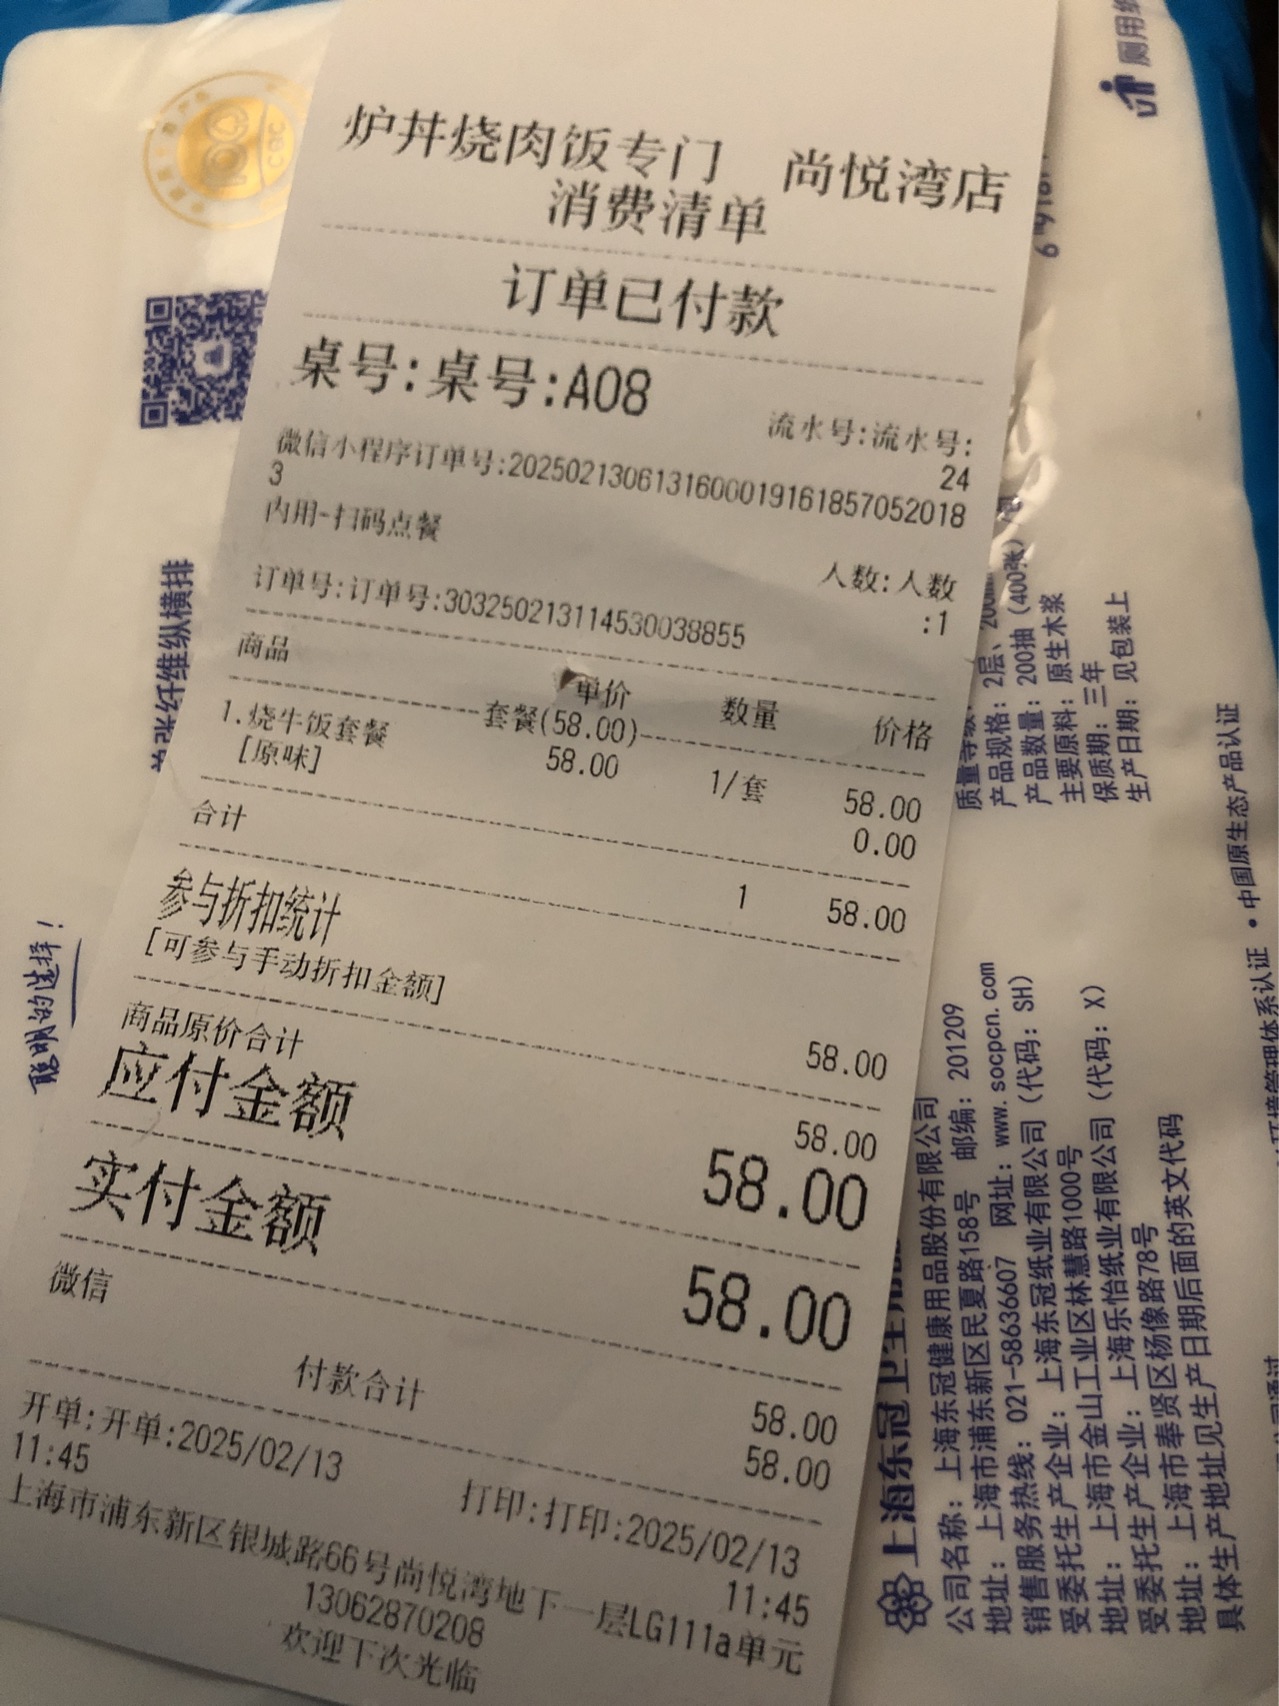 炉丼烧肉饭专门 尚悦湾店
消费清单
订单已付款
桌号:桌号:A08
流水号:流水号:
24
微信小程序订单号:2025021306131600019161857052018
3
内用-扫码点餐
人数:人数
:1
订单号:订单号:303250213114530038855
商品 单价 数量 价格
1.烧牛饭套餐 套餐(58.00)
[原味] 58.00 1/套 58.00
0.00
合计 1 58.00
参与折扣统计
[可参与手动折扣金额] 58.00
商品原价合计 58.00
应付金额 58.00
实付金额 58.00
微信 58.00
付款合计 58.00
开单:开单:2025/02/13
11:45
打印:打印:2025/02/13
11:45
上海市浦东新区银城路66号尚悦湾地下一层LG111a单元
13062870208
欢迎下次光临
聪明的选择!
纤维纵横排
产品规格: 2层、
产品数量: 200抽 (400张)
主要原料: 原生木浆
保质期: 三年
生产日期: 见包装上
上海东冠
公司名称: 上海东冠健康用品股份有限公司
地址: 上海市浦东新区民夏路158号 邮编: 201209
销售服务热线: 021-58636607 网址: www.socpcn.com
受委托生产企业: 上海东冠纸业有限公司 (代码: SH)
地址: 上海市金山工业区林慧路1000号
受委托生产企业: 上海乐怡纸业有限公司 (代码: X)
地址: 上海市奉贤区杨像路78号
具体生产地址见生产日期后面的英文代码
环境管理体系认证 • 中国原生态产品认证